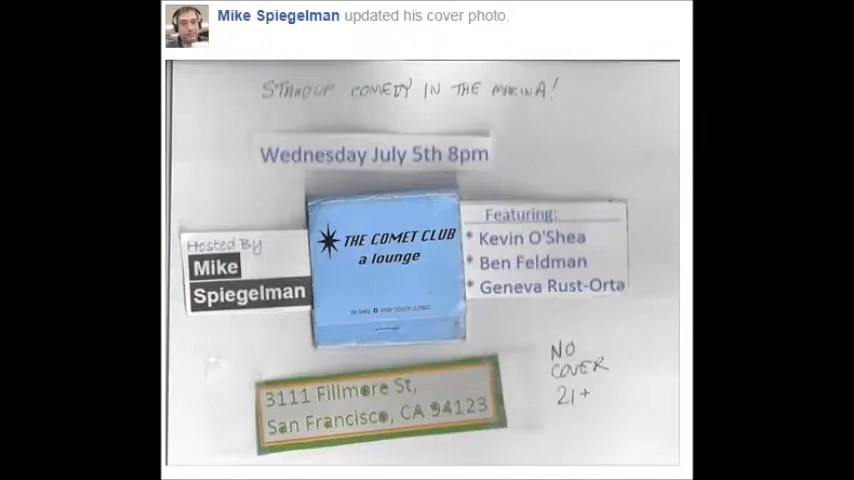 Mike Spiegelman updated his cover photo.
STANDUP COMEDY IN THE MARINA!
Wednesday July 5th 8pm
Hosted By
Mike
Spiegelman
THE COMET CLUB
a lounge
Featuring:
* Kevin O'Shea
* Ben Feldman
* Geneva Rust-Orta
NO
COVER
21+
3111 Fillmore St,
San Francisco, CA 94123